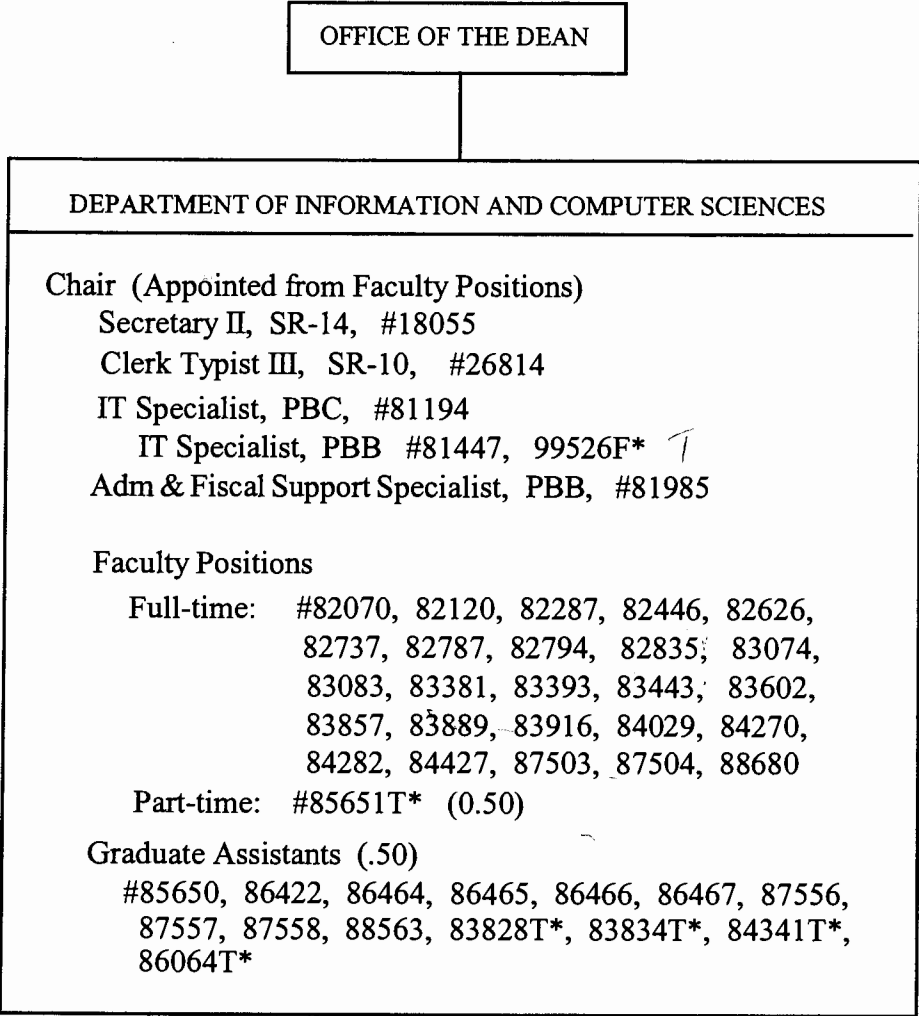 OFFICE OF THE DEAN
DEPARTMENT OF INFORMATION AND COMPUTER SCIENCES
Chair (Appointed from Faculty Positions)
Secretary II, SR-14, #18055
Clerk Typist III, SR-10, #26814
IT Specialist, PBC, #81194
IT Specialist, PBB #81447, 99526F*
Adm & Fiscal Support Specialist, PBB, #81985
Faculty Positions
Full-time: #82070, 82120, 82287, 82446, 82626,
82737, 82787, 82794, 82835, 83074,
83083, 83381, 83393, 83443, 83602,
83857, 83889, 83916, 84029, 84270,
84282, 84427, 87503, 87504, 88680
Part-time: #85651T* (0.50)
Graduate Assistants (.50)
#85650, 86422, 86464, 86465, 86466, 86467, 87556,
87557, 87558, 88563, 83828T*, 83834T*, 84341T*,
86064T*